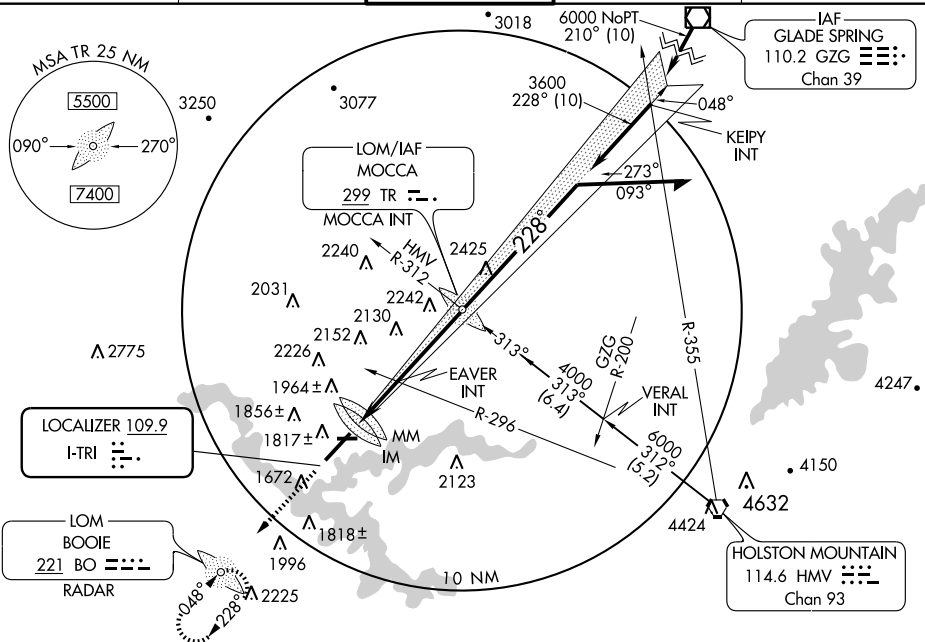 MSA TR 25 NM
5500
090°
270°
7400
3250
3077
3018
6000 NoPT
210° (10)
IAF
GLADE SPRING
110.2 GZG
Chan 39
3600
228° (10)
048°
KEIPY
INT
LOM/IAF
MOCCA
299 TR
MOCCA INT
273°
093°
228°
HMV
R-312
2240
2425
2031
2242
2130
2152
2226
2775
313°
GZG
R-200
R-355
4000
313°
(6.4)
EAVER
INT
1964±
VERAL
INT
R-296
4247
1856±
LOCALIZER 109.9
I-TRI
1817±
MM
IM
6000
312°
(5.2)
1672
2123
4150
4632
4424
1818±
LOM
BOOIE
221 BO
RADAR
1996
10 NM
HOLSTON MOUNTAIN
114.6 HMV
Chan 93
048°
228°
2225